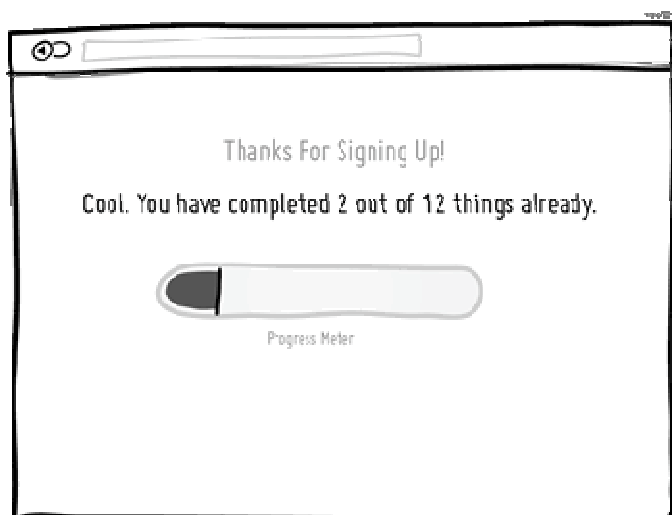 Thanks For Signing Up!
Cool. You have completed 2 out of 12 things already.
Progress Meter